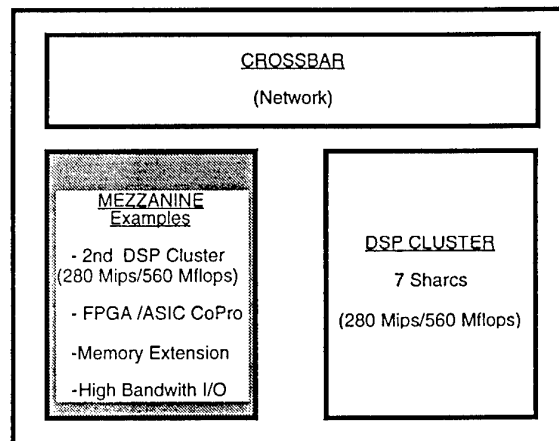 CROSSBAR
(Network)
MEZZANINE
Examples
- 2nd DSP Cluster
(280 Mips/560 Mflops)
- FPGA /ASIC CoPro
-Memory Extension
-High Bandwith I/O
DSP CLUSTER
7 Sharcs
(280 Mips/560 Mflops)